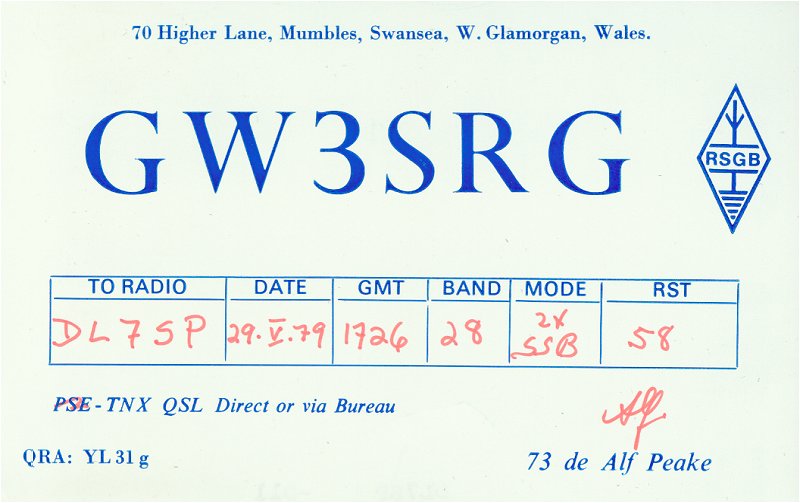 70 Higher Lane, Mumbles, Swansea, W. Glamorgan, Wales.
GW3SRG
RSGB
TO RADIO DATE GMT BAND MODE RST
DL7SP 29.V.79 1726 28 2X SSB 58
PSE-TNX QSL Direct or via Bureau
Alf
QRA: YL 31 g
73 de Alf Peake